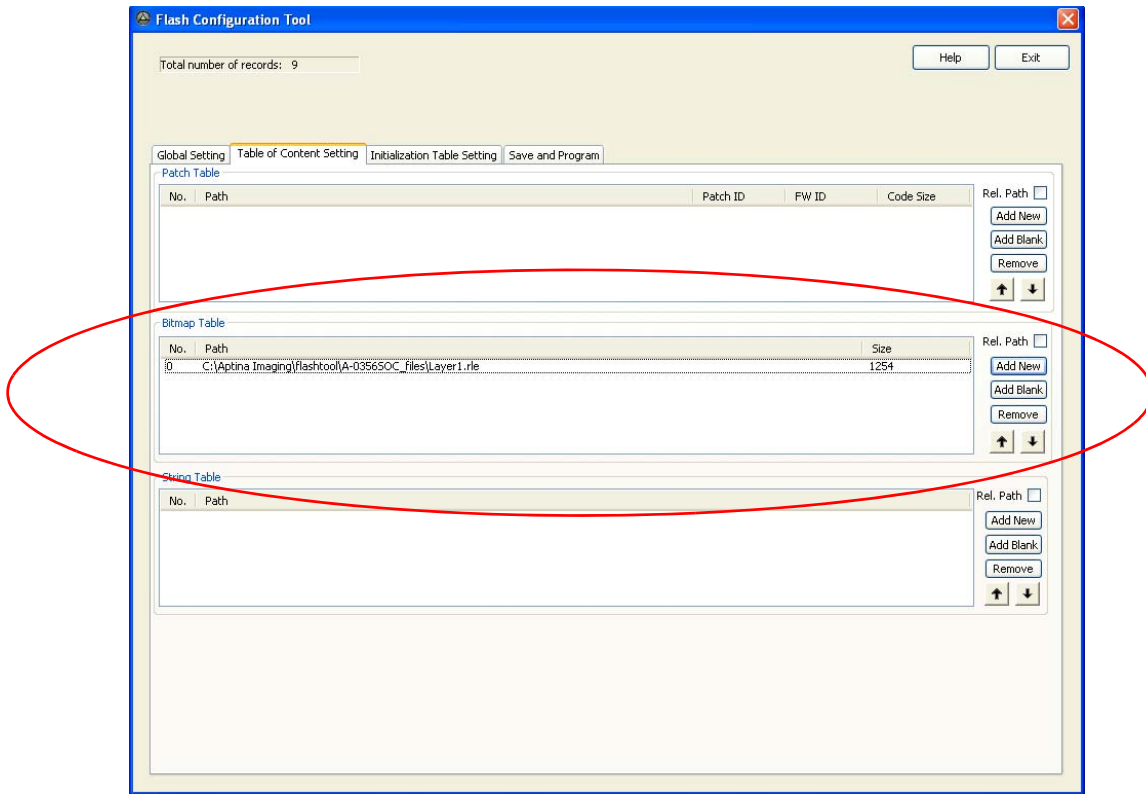 Flash Configuration Tool
Total number of records: 9
Help Exit
Global Setting Table of Content Setting Initialization Table Setting Save and Program
Patch Table
No. Path Patch ID FW ID Code Size Rel. Path
Add New
Add Blank
Remove
Bitmap Table
No. Path Size Rel. Path
0 C:\Aptina Imaging\flashtool\A-0356SOC_files\Layer1.rle 1254 Add New
Add Blank
Remove
String Table
No. Path Rel. Path
Add New
Add Blank
Remove